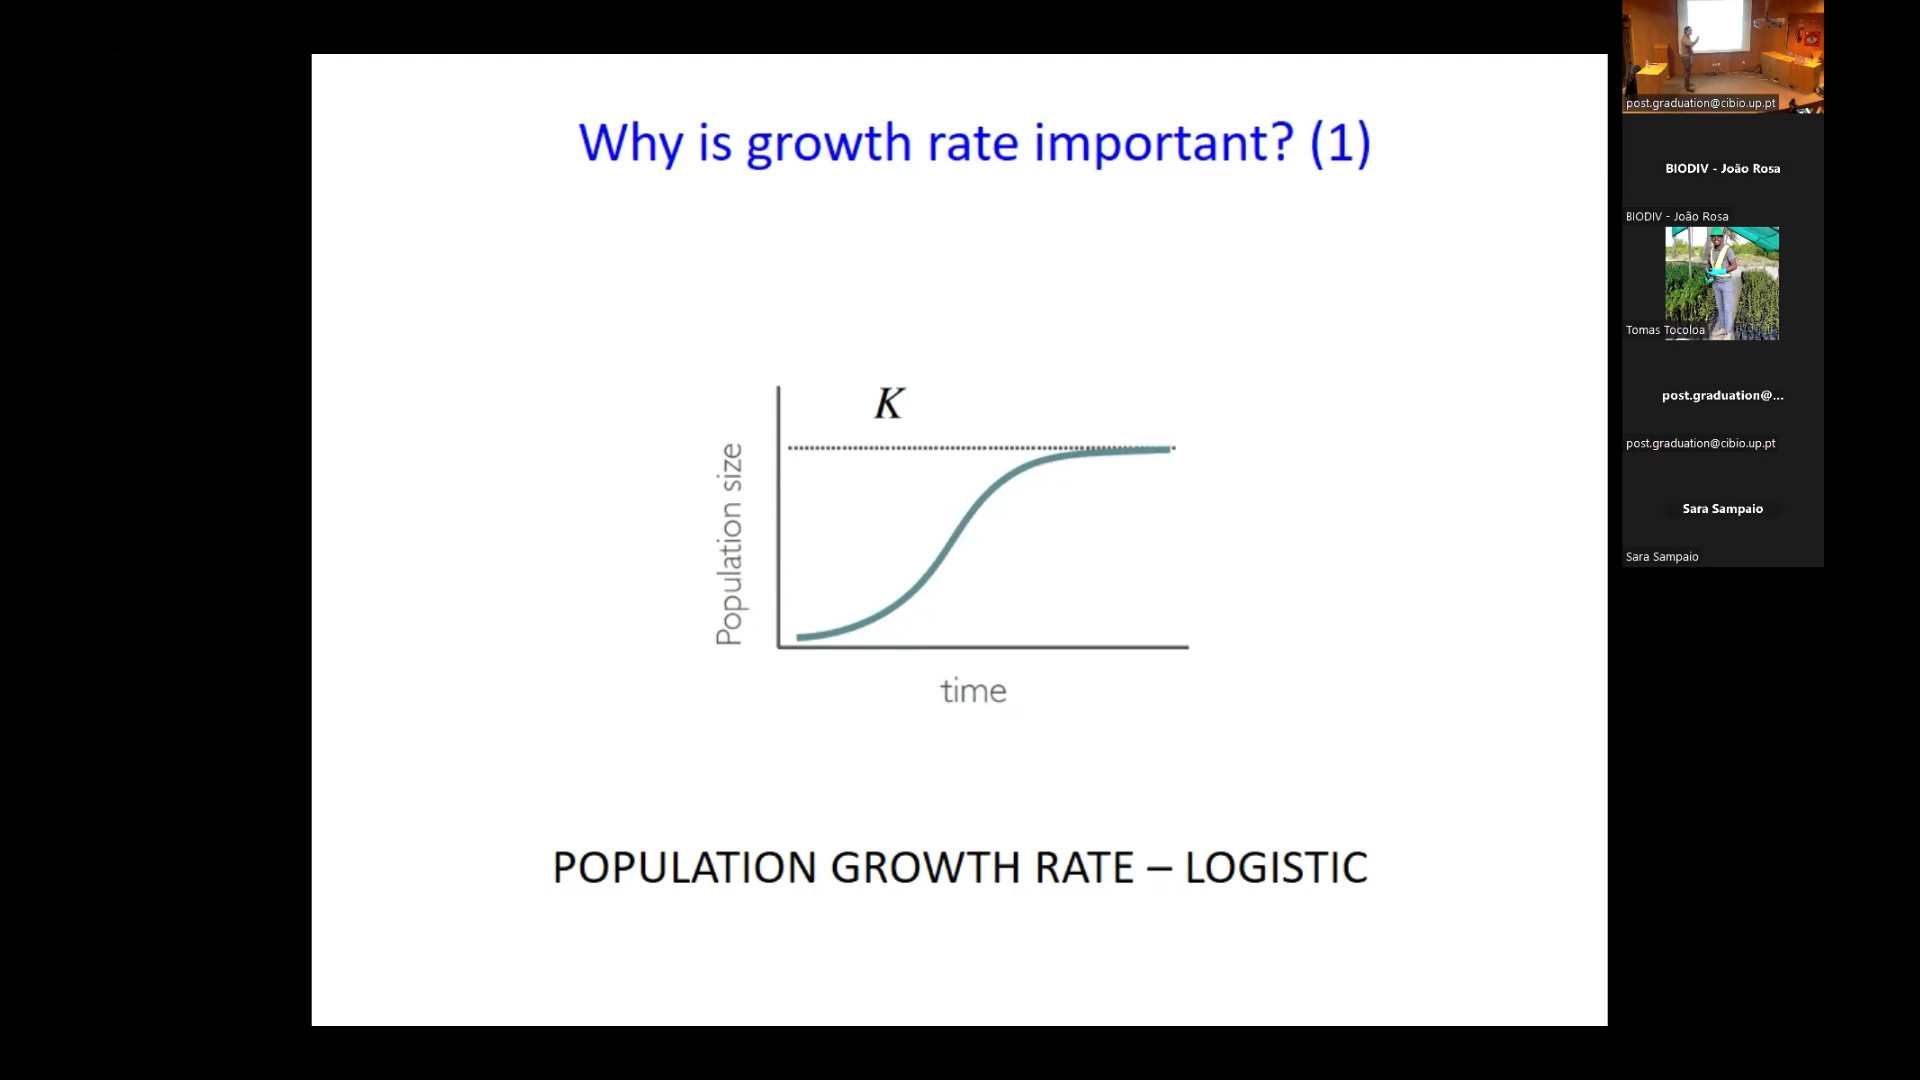 Why is growth rate important? (1)
K
Population size
time
POPULATION GROWTH RATE – LOGISTIC
post.graduation@cibio.up.pt
BIODIV - João Rosa
BIODIV - João Rosa
Tomas Tocoloa
post.graduation@...
post.graduation@cibio.up.pt
Sara Sampaio
Sara Sampaio